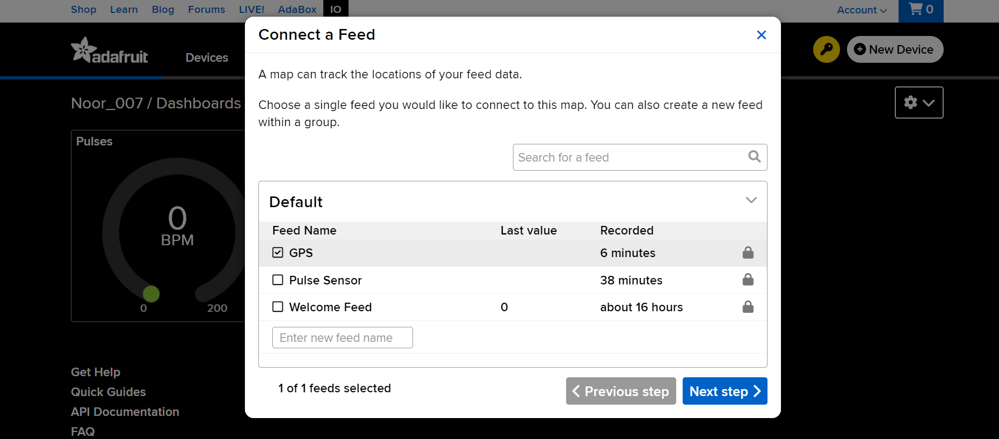 Shop Learn Blog Forums LIVE! AdaBox IO
Account
0
adafruit
Devices
New Device
Noor_007 / Dashboards
Pulses
0
BPM
0 200
Get Help
Quick Guides
API Documentation
FAQ
Connect a Feed
A map can track the locations of your feed data.
Choose a single feed you would like to connect to this map. You can also create a new feed
within a group.
Search for a feed
Default
Feed Name Last value Recorded
GPS 6 minutes
Pulse Sensor 38 minutes
Welcome Feed 0 about 16 hours
Enter new feed name
1 of 1 feeds selected
Previous step
Next step